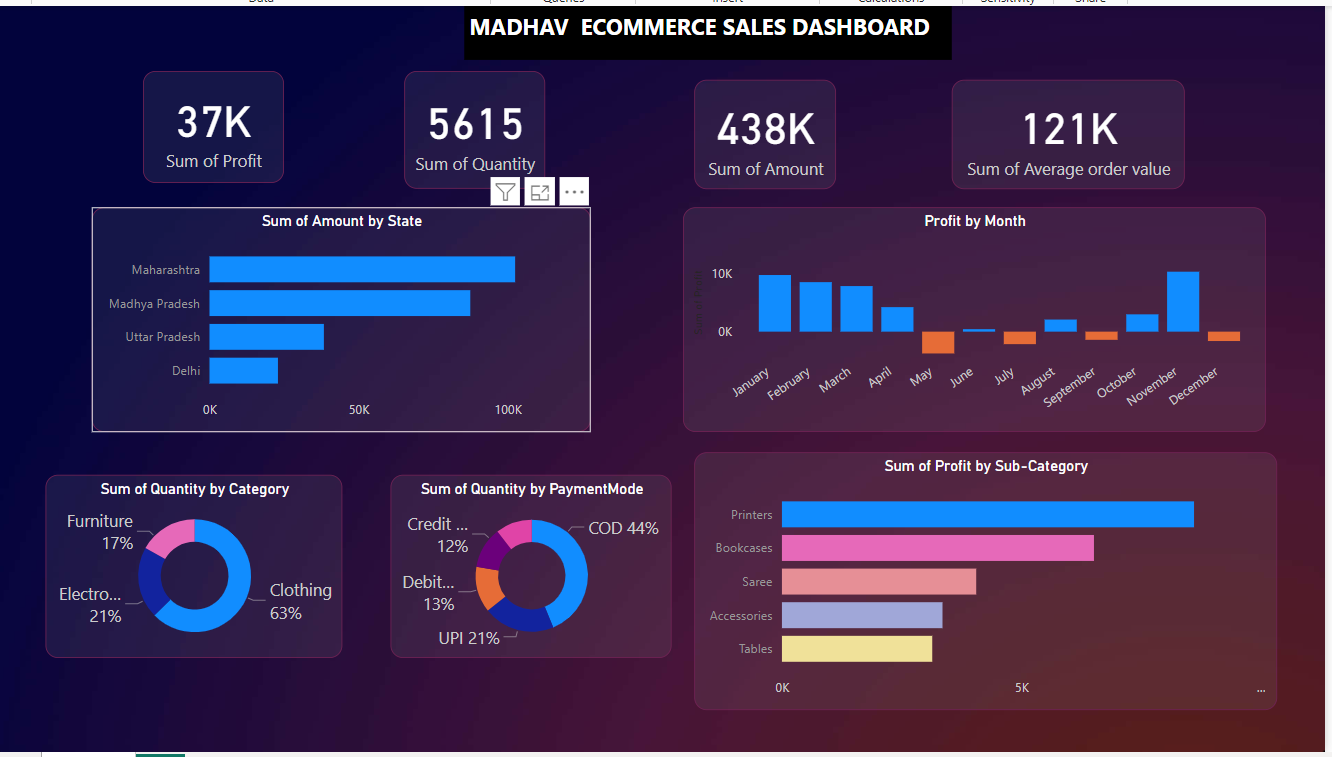 MADHAV ECOMMERCE SALES DASHBOARD
37K
Sum of Profit
5615
Sum of Quantity
438K
Sum of Amount
121K
Sum of Average order value
Sum of Amount by State
Maharashtra
Madhya Pradesh
Uttar Pradesh
Delhi
0K
50K
100K
Profit by Month
10K
0K
January
February
March
April
May
June
July
August
September
October
November
December
Sum of Quantity by Category
Furniture
17%
Electro...
21%
Clothing
63%
Sum of Quantity by PaymentMode
Credit ...
12%
Debit...
13%
UPI 21%
COD 44%
Sum of Profit by Sub-Category
Printers
Bookcases
Saree
Accessories
Tables
0K
5K
...